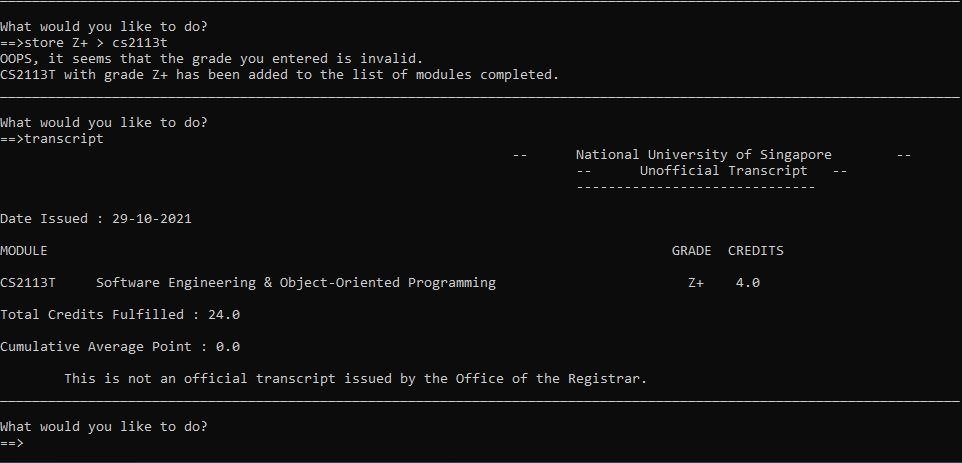 What would you like to do?
==>store Z+ > cs2113t
OOPS, it seems that the grade you entered is invalid.
CS2113T with grade Z+ has been added to the list of modules completed.
What would you like to do?
==>transcript
-- National University of Singapore --
-- Unofficial Transcript --
------------------------------
Date Issued : 29-10-2021
MODULE GRADE CREDITS
CS2113T Software Engineering & Object-Oriented Programming Z+ 4.0
Total Credits Fulfilled : 24.0
Cumulative Average Point : 0.0
This is not an official transcript issued by the Office of the Registrar.
What would you like to do?
==>